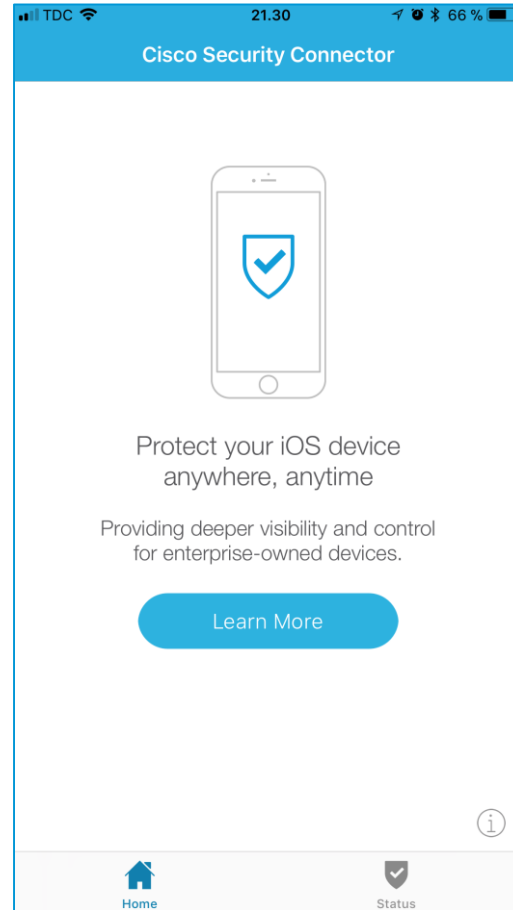 TDC 21.30 66 %
Cisco Security Connector
Protect your iOS device
anywhere, anytime
Providing deeper visibility and control
for enterprise-owned devices.
Learn More
Home Status